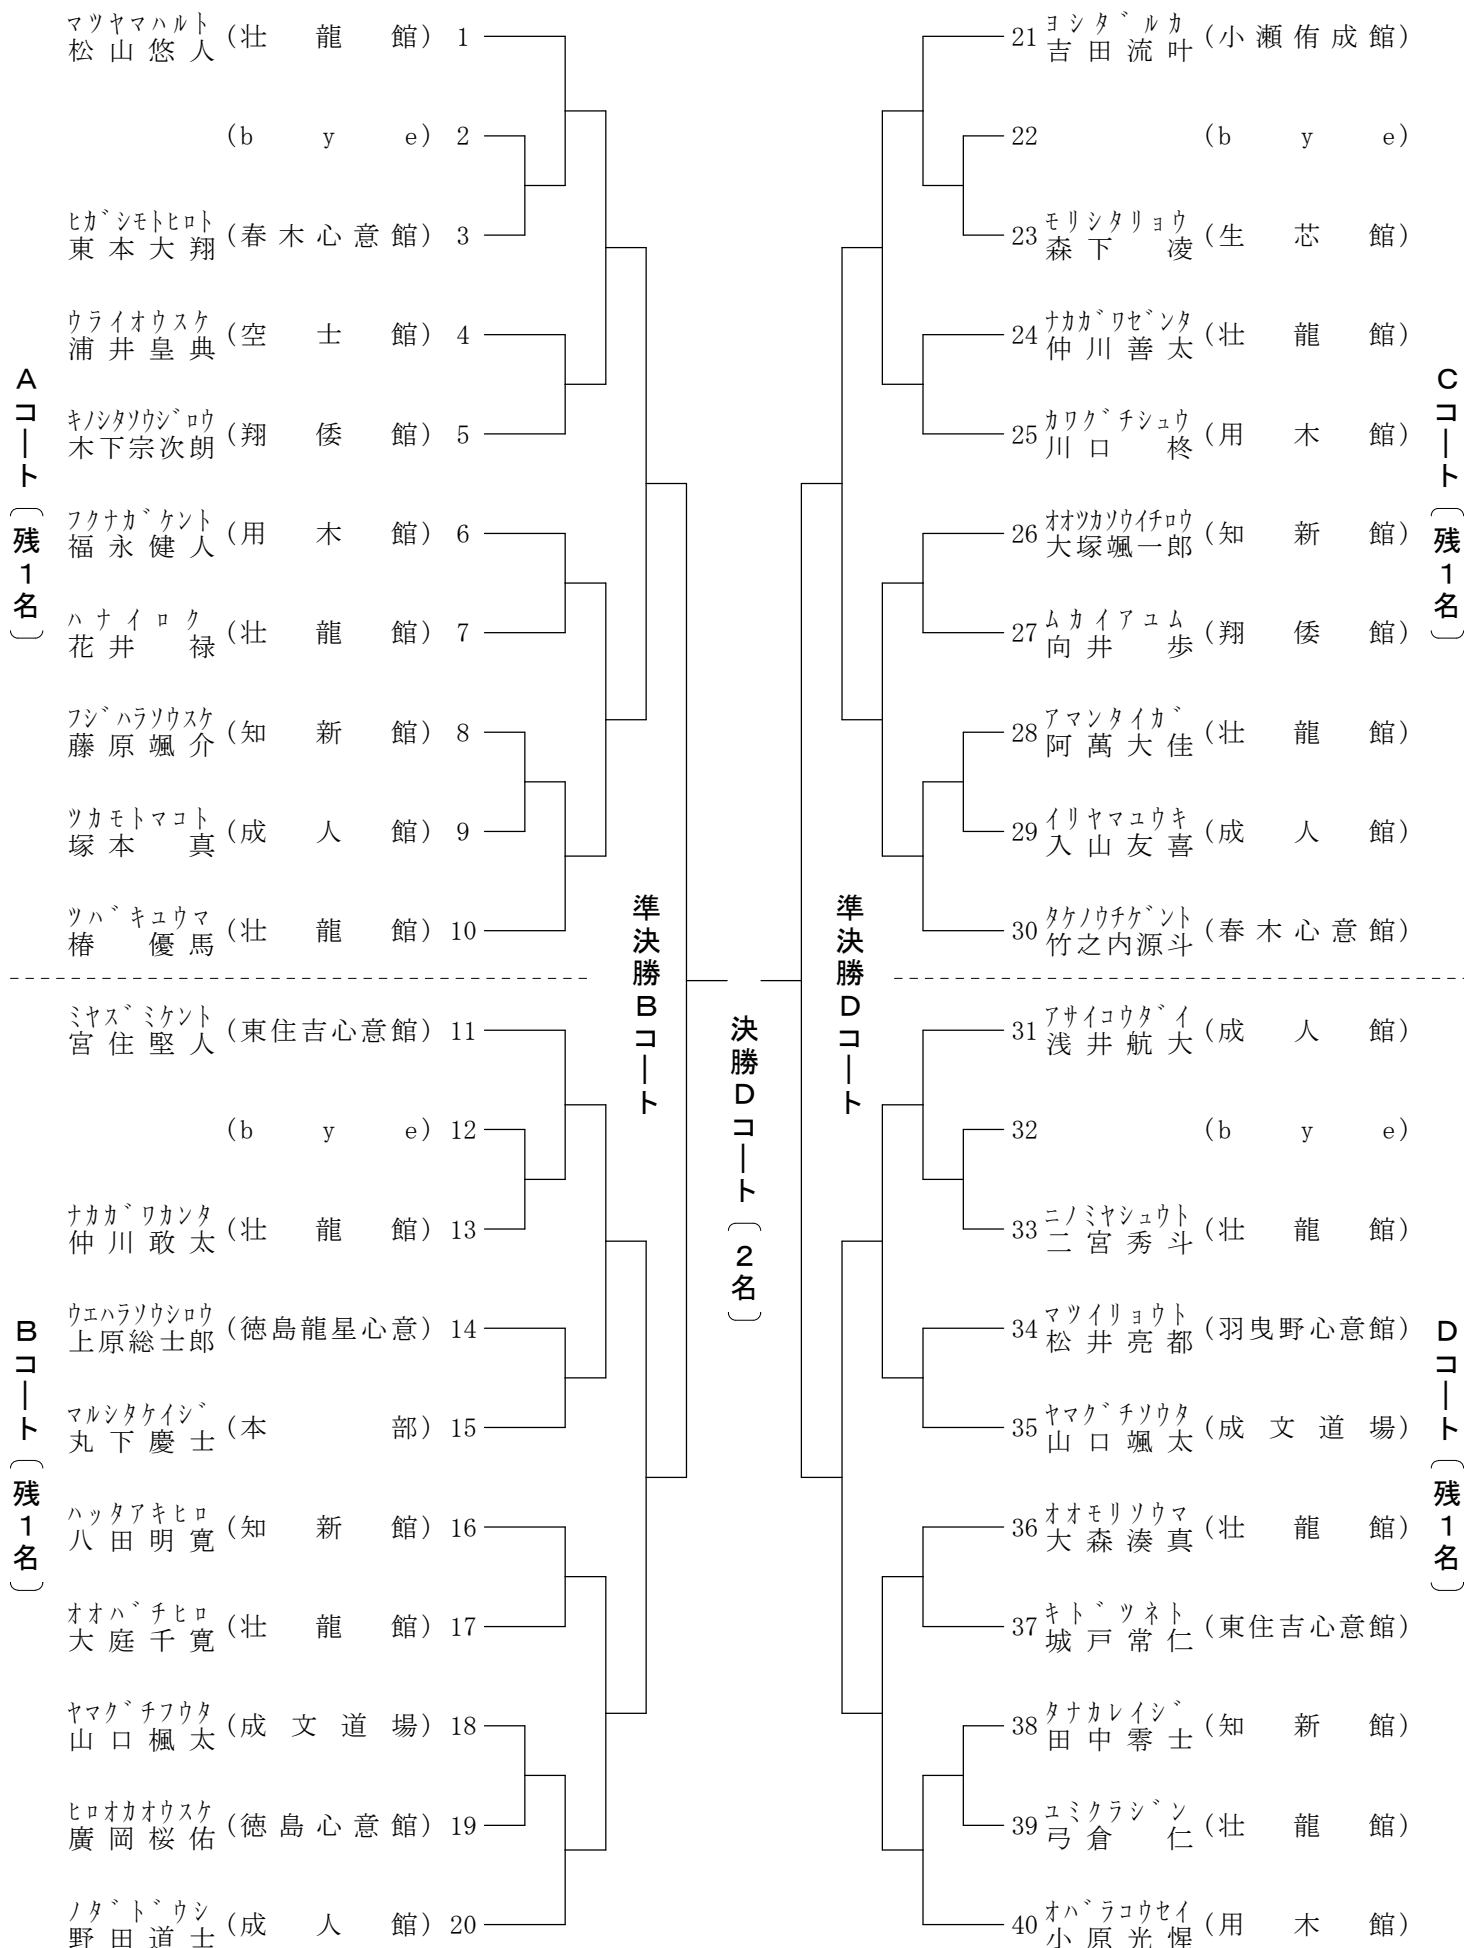 マツヤマハルト
松山悠人 (壮龍館) 1
(bye) 2
ヒガシモトヒロト
東本大翔 (春木心意館) 3
ウライオウスケ
浦井皇典 (空士館) 4
キノシタソウジロウ
木下宗次朗 (翔倭館) 5
フクナガケント
福永健人 (用木館) 6
ハナイロク
花井禄 (壮龍館) 7
フジハラソウスケ
藤原颯介 (知新館) 8
ツカモトマコト
塚本真 (成人館) 9
ツバキユウマ
椿優馬 (壮龍館) 10
Aコート〔残1名〕
ミヤズミケント
宮住堅人 (東住吉心意館) 11
(bye) 12
ナカガワカンタ
仲川敢太 (壮龍館) 13
ウエハラソウシロウ
上原総士郎 (徳島龍星心意) 14
マルシタケイジ
丸下慶士 (本部) 15
ハッタアキヒロ
八田明寛 (知新館) 16
オオバチヒロ
大庭千寛 (壮龍館) 17
ヤマグチフウタ
山口楓太 (成文道場) 18
ヒロオカオウスケ
廣岡桜佑 (徳島心意館) 19
ノダドウシ
野田道士 (成人館) 20
Bコート〔残1名〕
準決勝Bコート
決勝Dコート〔2名〕
準決勝Dコート
21 ヨシダルカ
吉田流叶 (小瀬侑成館)
22 (bye)
23 モリシタリョウ
森下凌 (生芯館)
24 ナカガワゼンタ
仲川善太 (壮龍館)
25 カワグチシュウ
川口柊 (用木館)
26 オオツカソウイチロウ
大塚颯一郎 (知新館)
27 ムカイアユム
向井歩 (翔倭館)
28 アマンタイガ
阿萬大佳 (壮龍館)
29 イリヤマユウキ
入山友喜 (成人館)
30 タケノウチゲント
竹之内源斗 (春木心意館)
Cコート〔残1名〕
31 アサイコウダイ
浅井航大 (成人館)
32 (bye)
33 ニノミヤシュウト
二宮秀斗 (壮龍館)
34 マツイリョウト
松井亮都 (羽曳野心意館)
35 ヤマグチソウタ
山口颯太 (成文道場)
36 オオモリソウマ
大森湊真 (壮龍館)
37 キドツネト
城戸常仁 (東住吉心意館)
38 タナカレイジ
田中零士 (知新館)
39 ユミクラジン
弓倉仁 (壮龍館)
40 オバラコウセイ
小原光惺 (用木館)
Dコート〔残1名〕